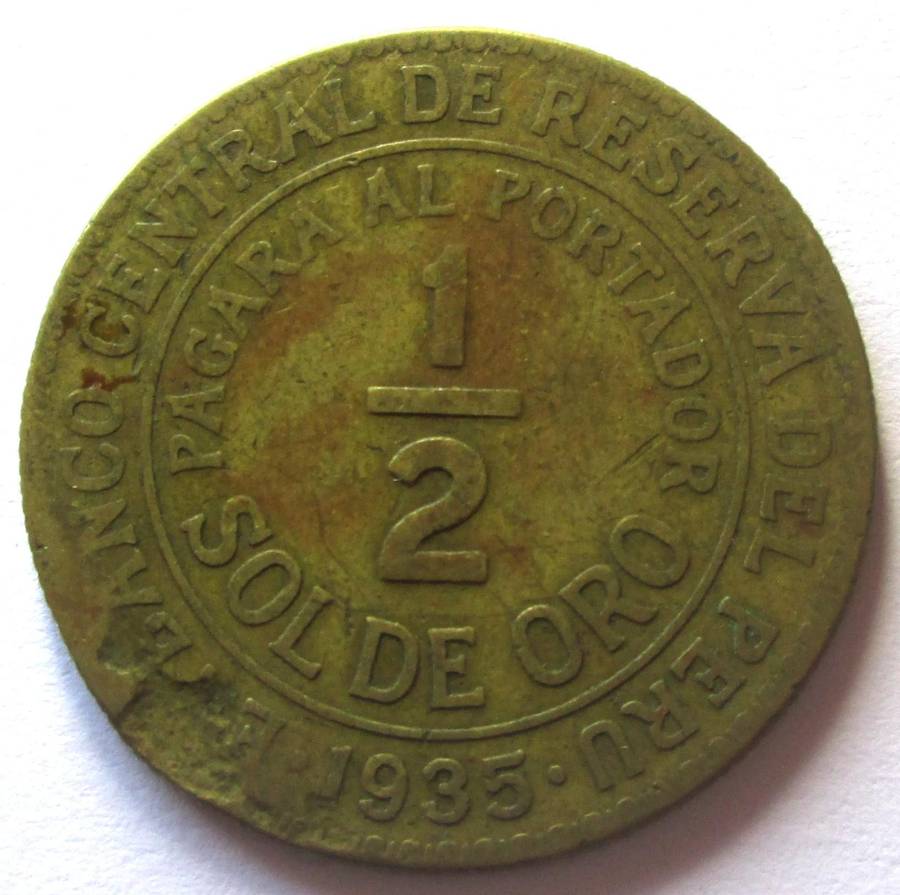 BANCO CENTRAL DE RESERVA DEL PERU
PAGARA AL PORTADOR
1
2
SOL DE ORO
· 1935 ·